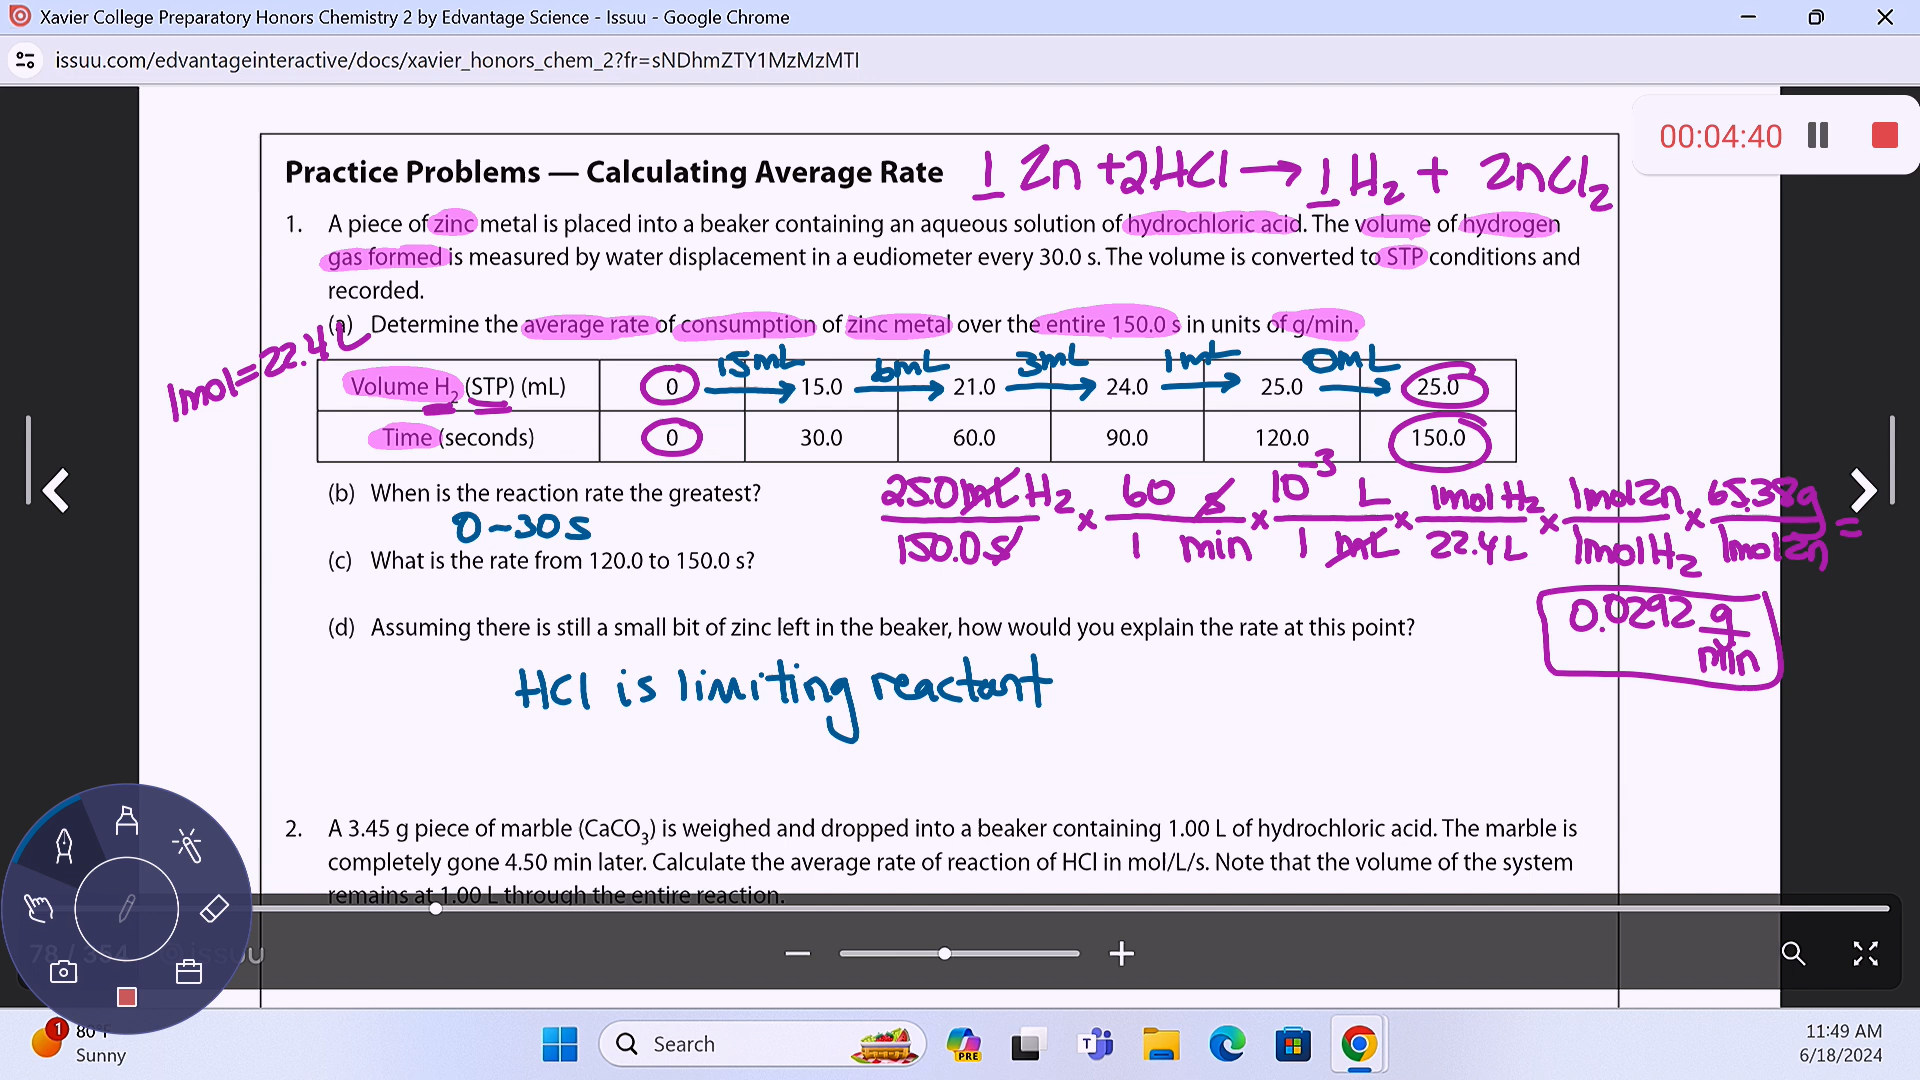 Xavier College Preparatory Honors Chemistry 2 by Edvantage Science - Issuu - Google Chrome
issuu.com/edvantageinteractive/docs/xavier_honors_chem_2?fr=sNDhmZTY1MzMzMTI
00:04:40
Practice Problems — Calculating Average Rate
1 Zn + 2HCl → 1 H₂ + ZnCl₂
1. A piece of zinc metal is placed into a beaker containing an aqueous solution of hydrochloric acid. The volume of hydrogen
gas formed is measured by water displacement in a eudiometer every 30.0 s. The volume is converted to STP conditions and
recorded.
(a) Determine the average rate of consumption of zinc metal over the entire 150.0 s in units of g/min.
1mol = 22.4L
15mL 6mL 3mL 1mL 0mL
Volume H₂ (STP) (mL) 0 15.0 21.0 24.0 25.0 25.0
Time (seconds) 0 30.0 60.0 90.0 120.0 150.0
(b) When is the reaction rate the greatest?
0-30s
25.0mL H₂ × 60 s × 10⁻³ L × 1mol H₂ × 1mol Zn × 65.38g =
150.0s 1 min 1 mL 22.4L 1mol H₂ 1mol Zn
(c) What is the rate from 120.0 to 150.0 s?
0.0292 g
min
(d) Assuming there is still a small bit of zinc left in the beaker, how would you explain the rate at this point?
HCl is limiting reactant
2. A 3.45 g piece of marble (CaCO₃) is weighed and dropped into a beaker containing 1.00 L of hydrochloric acid. The marble is
completely gone 4.50 min later. Calculate the average rate of reaction of HCl in mol/L/s. Note that the volume of the system
remains at 1.00 L through the entire reaction.
78 / 354 issuu
1
80°F
Sunny
Search
PRE
11:49 AM
6/18/2024